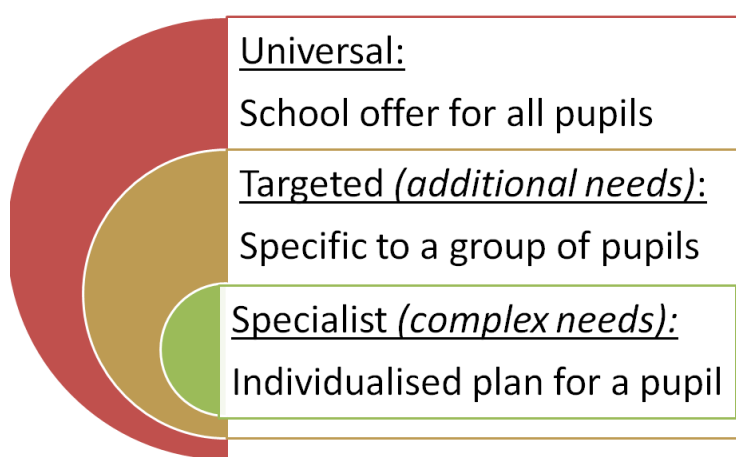 Universal:
School offer for all pupils
Targeted (additional needs):
Specific to a group of pupils
Specialist (complex needs):
Individualised plan for a pupil